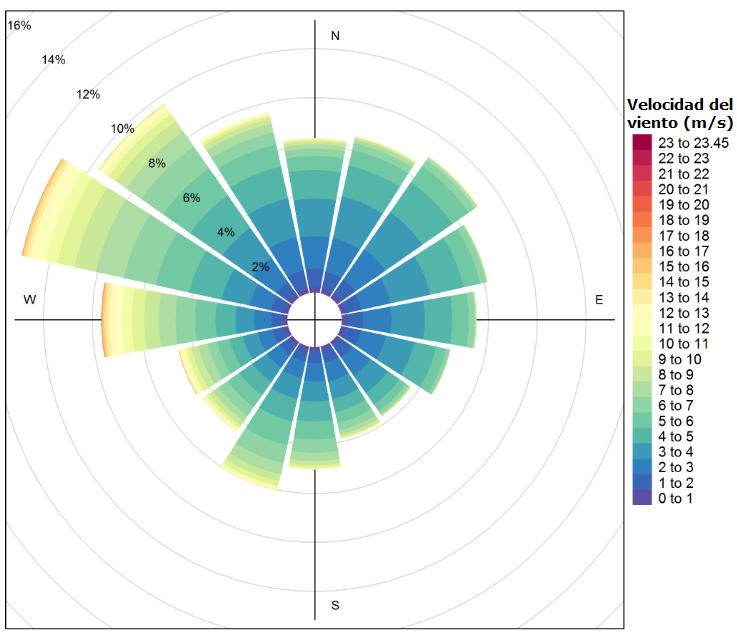 16%
N
14%
12%
10%
8%
6%
4%
2%
W
E
S
Velocidad del
viento (m/s)
23 to 23.45
22 to 23
21 to 22
20 to 21
19 to 20
18 to 19
17 to 18
16 to 17
15 to 16
14 to 15
13 to 14
12 to 13
11 to 12
10 to 11
9 to 10
8 to 9
7 to 8
6 to 7
5 to 6
4 to 5
3 to 4
2 to 3
1 to 2
0 to 1